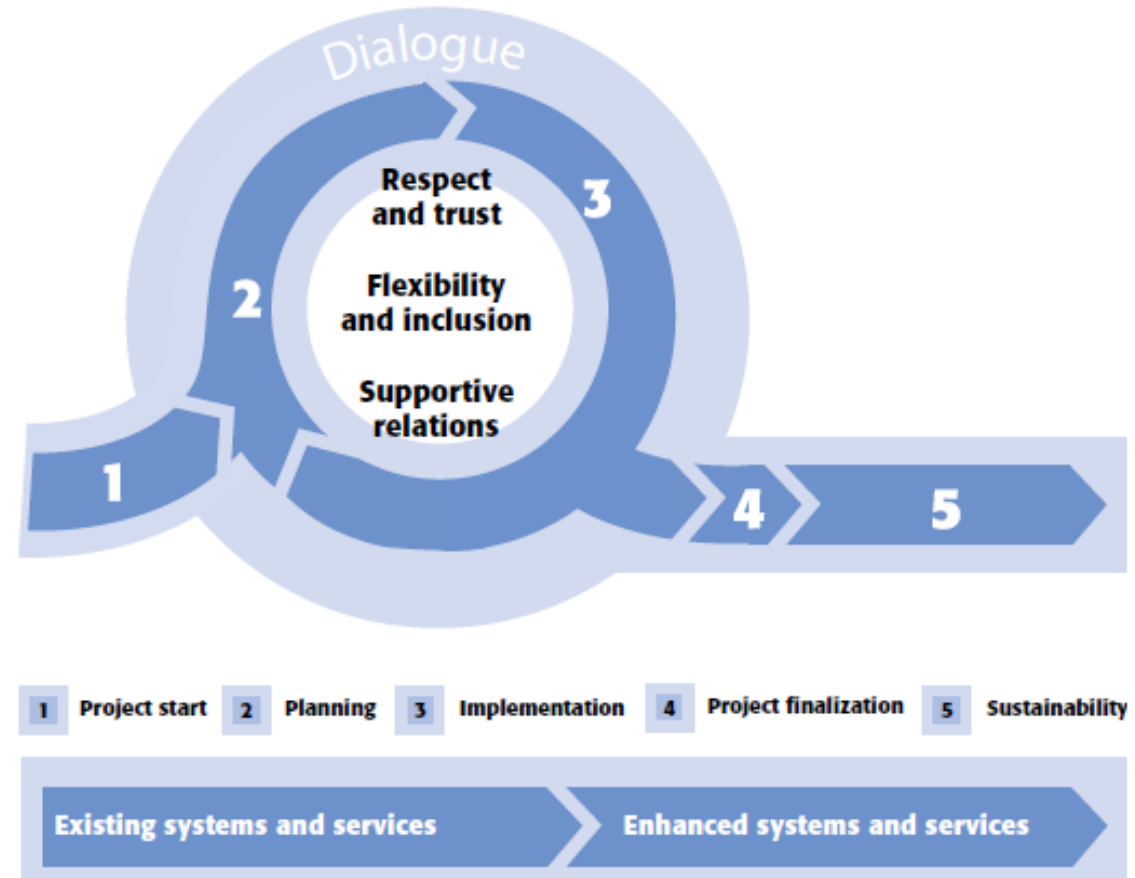 Dialogue
Respect
and trust
Flexibility
and inclusion
Supportive
relations
1
2
3
4
5
1 Project start 2 Planning 3 Implementation 4 Project finalization 5 Sustainability
Existing systems and services Enhanced systems and services